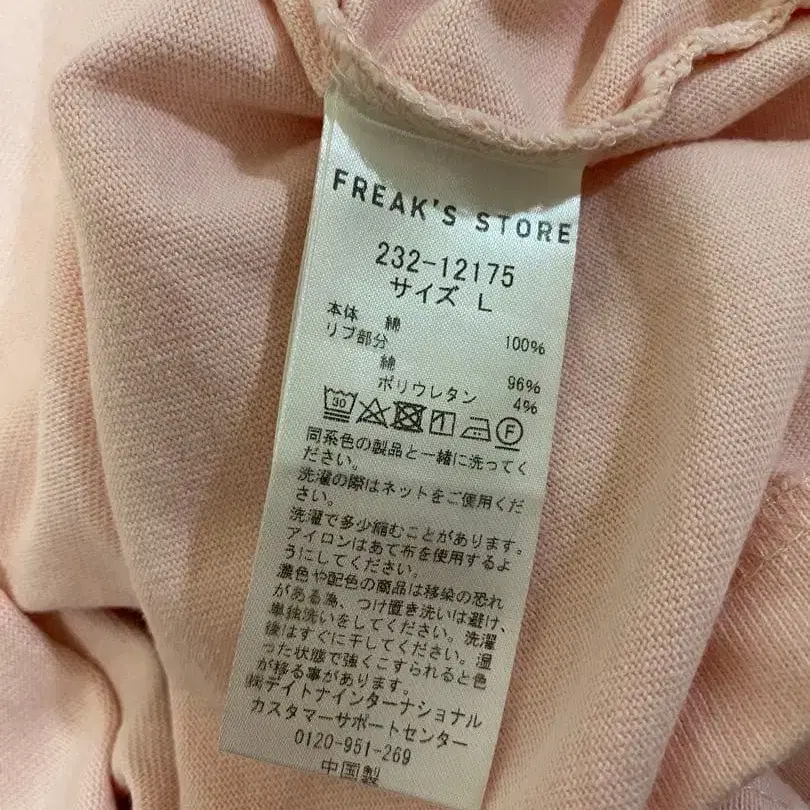 FREAK'S STORE
232-12175
サイズ L
本体 綿 100%
リブ部分
綿 96%
ポリウレタン 4%
30 F
同系色の製品と一緒に洗ってく
ださい。
洗濯の際はネットをご使用くだ
さい。
洗濯で多少縮むことがあります。
アイロンはあて布を使用するよ
うにしてください。
濃色や配色の商品は移染の恐れ
がある為、つけ置き洗いは避け、
単独洗いをしてください。洗濯
後はすぐに干してください。湿
った状態で強くこすられると色
が移る事があります。
㈱デイトナインターナショナル
カスタマーサポートセンター
0120-951-269
中国製